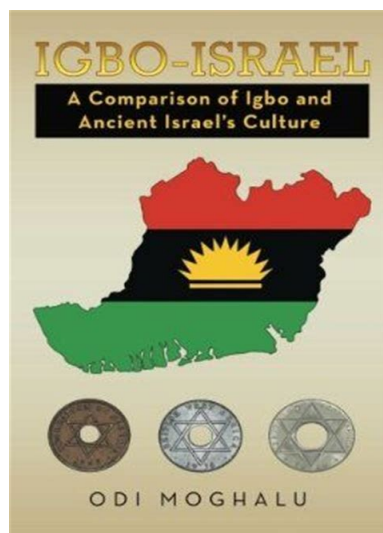 IGBO-ISRAEL
A Comparison of Igbo and
Ancient Israel's Culture
ODI MOGHALU